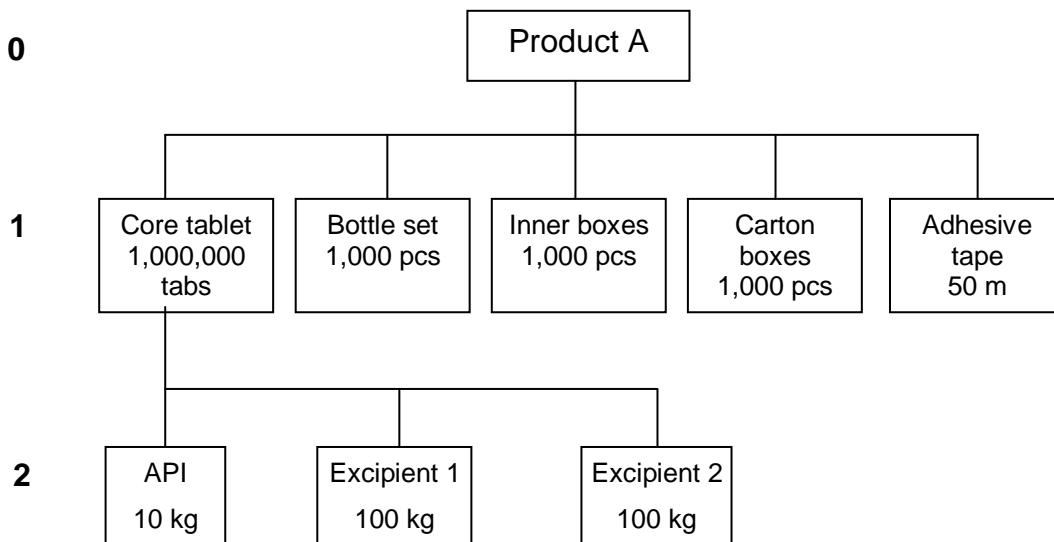 0
Product A
1
Core tablet
1,000,000
tabs
Bottle set
1,000 pcs
Inner boxes
1,000 pcs
Carton
boxes
1,000 pcs
Adhesive
tape
50 m
2
API
10 kg
Excipient 1
100 kg
Excipient 2
100 kg